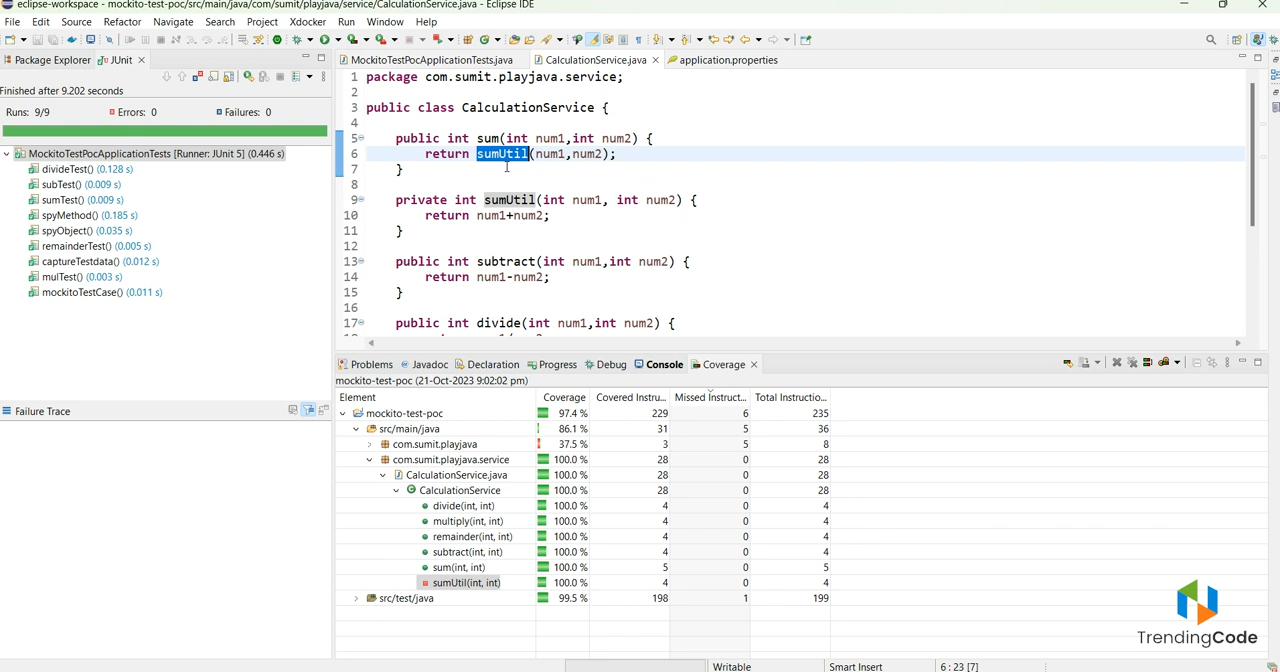 eclipse-workspace - mockito-test-poc/src/main/java/com/sumit/playjava/service/CalculationService.java - Eclipse IDE
File Edit Source Refactor Navigate Search Project Xdocker Run Window Help
Package Explorer JUnit
Finished after 9.202 seconds
Runs: 9/9 Errors: 0 Failures: 0
MockitoTestPocApplicationTests [Runner: JUnit 5] (0.446 s)
divideTest() (0.128 s)
subTest() (0.009 s)
sumTest() (0.009 s)
spyMethod() (0.185 s)
spyObject() (0.035 s)
remainderTest() (0.005 s)
captureTestdata() (0.012 s)
mulTest() (0.003 s)
mockitoTestCase() (0.011 s)
Failure Trace
MockitoTestPocApplicationTests.java CalculationService.java application.properties
1 package com.sumit.playjava.service;
2
3 public class CalculationService {
4
5 public int sum(int num1,int num2) {
6 return sumUtil(num1,num2);
7 }
8
9 private int sumUtil(int num1, int num2) {
10 return num1+num2;
11 }
12
13 public int subtract(int num1,int num2) {
14 return num1-num2;
15 }
16
17 public int divide(int num1,int num2) {
Problems Javadoc Declaration Progress Debug Console Coverage
mockito-test-poc (21-Oct-2023 9:02:02 pm)
Element Coverage Covered Instru... Missed Instruct... Total Instructio...
mockito-test-poc 97.4 % 229 6 235
src/main/java 86.1 % 31 5 36
com.sumit.playjava 37.5 % 3 5 8
com.sumit.playjava.service 100.0 % 28 0 28
CalculationService.java 100.0 % 28 0 28
CalculationService 100.0 % 28 0 28
divide(int, int) 100.0 % 4 0 4
multiply(int, int) 100.0 % 4 0 4
remainder(int, int) 100.0 % 4 0 4
subtract(int, int) 100.0 % 4 0 4
sum(int, int) 100.0 % 5 0 5
sumUtil(int, int) 100.0 % 4 0 4
src/test/java 99.5 % 198 1 199
TrendingCode
Writable Smart Insert 6 : 23 [7]